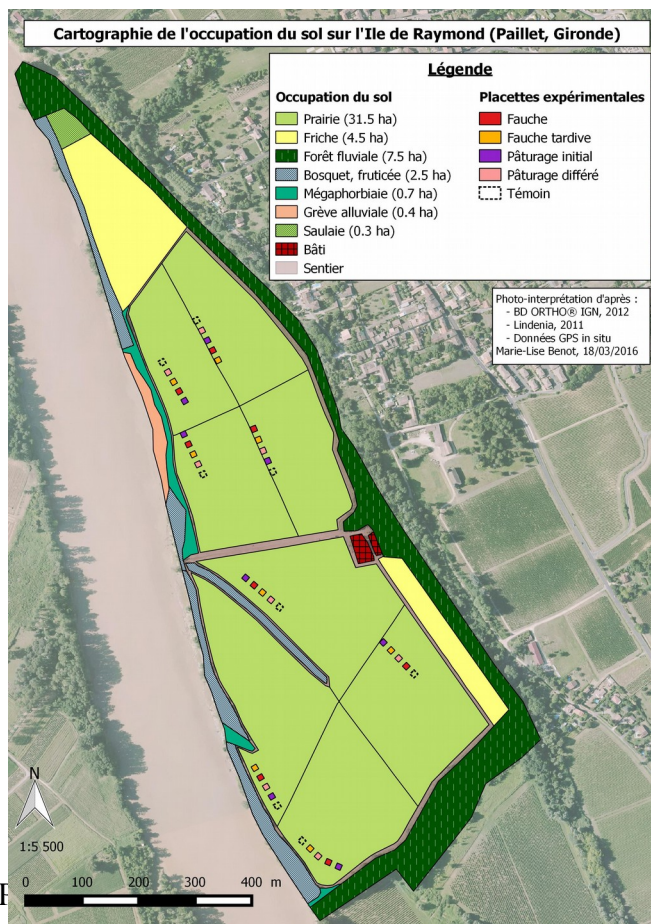 Cartographie de l'occupation du sol sur l'Ile de Raymond (Paillet, Gironde)
Légende
Occupation du sol
Prairie (31.5 ha)
Friche (4.5 ha)
Forêt fluviale (7.5 ha)
Bosquet, fruticée (2.5 ha)
Mégaphorbiaie (0.7 ha)
Grève alluviale (0.4 ha)
Saulaie (0.3 ha)
Bâti
Sentier
Placettes expérimentales
Fauche
Fauche tardive
Pâturage initial
Pâturage différé
Témoin
Photo-interprétation d'après :
- BD ORTHO® IGN, 2012
- Lindenia, 2011
- Données GPS in situ
Marie-Lise Benot, 18/03/2016
N
1:5 500
0 100 200 300 400 m